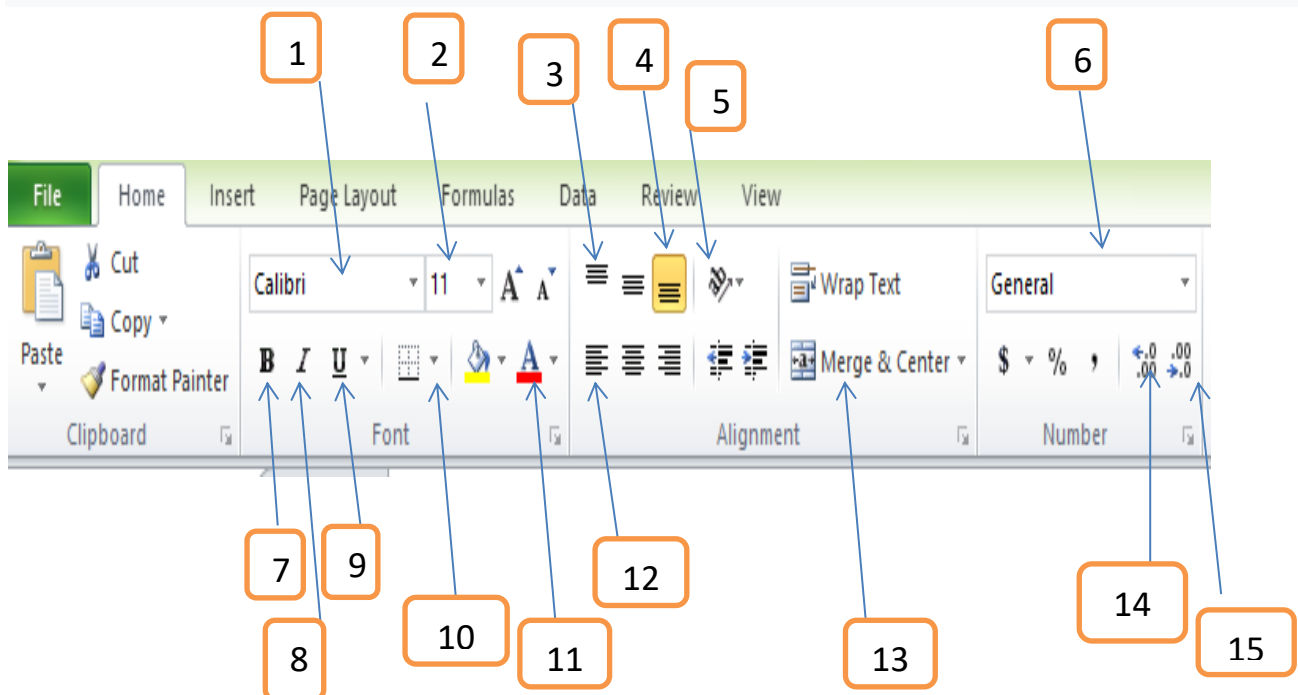 1 2 3 4 5 6
File Home Insert Page Layout Formulas Data Review View
Cut
Calibri 11 A A Wrap Text General
Copy
Paste
Format Painter
B I U A Merge & Center $ % , .0 .00 .00 .0
Clipboard Font Alignment Number
7 9 12 14
8 10 11 13 15